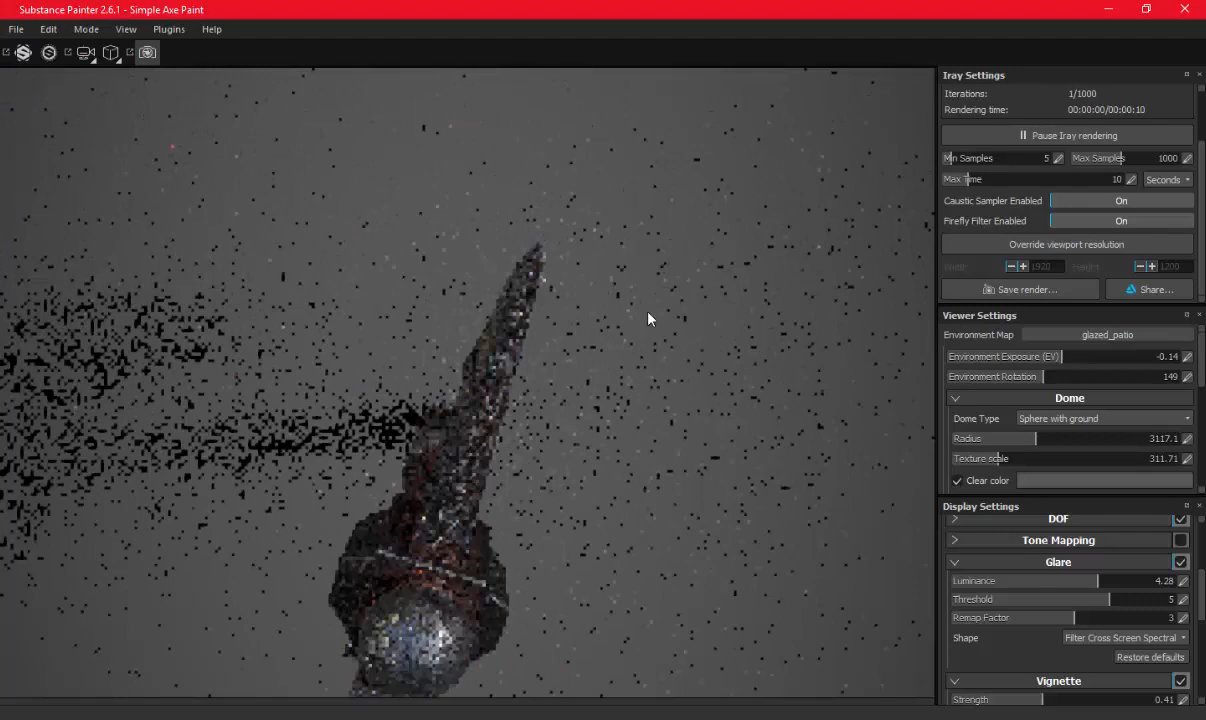 Substance Painter 2.6.1 - Simple Axe Paint
File Edit Mode View Plugins Help
Iray Settings
Iterations: 1/1000
Rendering time: 00:00:00/00:00:10
Pause Iray rendering
Min Samples 5 Max Samples 1000
Max Time 10 Seconds
Caustic Sampler Enabled On
Firefly Filter Enabled On
Override viewport resolution
Width 1920 Height 1200
Save render... Share...
Viewer Settings
Environment Map glazed_patio
Environment Exposure (EV) -0.14
Environment Rotation 149
Dome
Dome Type Sphere with ground
Radius 3117.1
Texture scale 311.71
Clear color
Display Settings
DOF
Tone Mapping
Glare
Luminance 4.28
Threshold 5
Remap Factor 3
Shape Filter Cross Screen Spectral
Restore defaults
Vignette
Strength 0.41